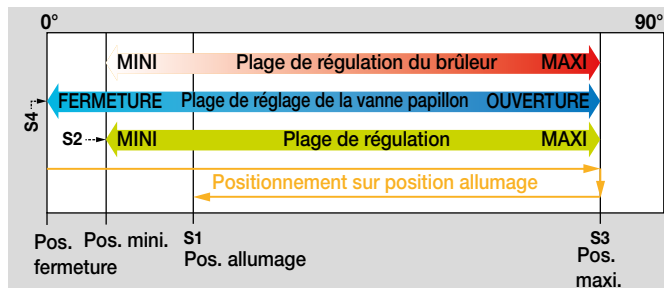 0° 90°
MINI Plage de régulation du brûleur MAXI
FERMETURE Plage de réglage de la vanne papillon OUVERTURE
S4
S2 MINI Plage de régulation MAXI
Positionnement sur position allumage
Pos. fermeture
Pos. mini.
S1
Pos. allumage
S3
Pos. maxi.